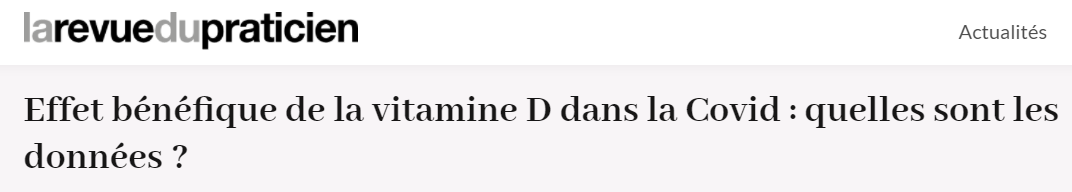 larevuedupraticien
Actualités
Effet bénéfique de la vitamine D dans la Covid : quelles sont les
données ?